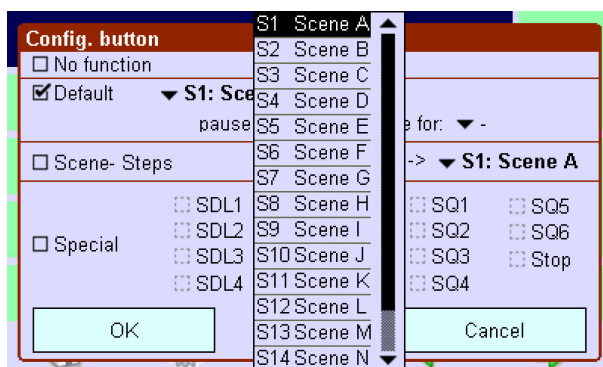 Config. button
No function
Default
S1: Sce
pause
e for:
-
Scene- Steps
-> S1: Scene A
Special
SDL1
SDL2
SDL3
SDL4
SQ1
SQ2
SQ3
SQ4
SQ5
SQ6
Stop
OK
Cancel
S1 Scene A
S2 Scene B
S3 Scene C
S4 Scene D
S5 Scene E
S6 Scene F
S7 Scene G
S8 Scene H
S9 Scene I
S10 Scene J
S11 Scene K
S12 Scene L
S13 Scene M
S14 Scene N